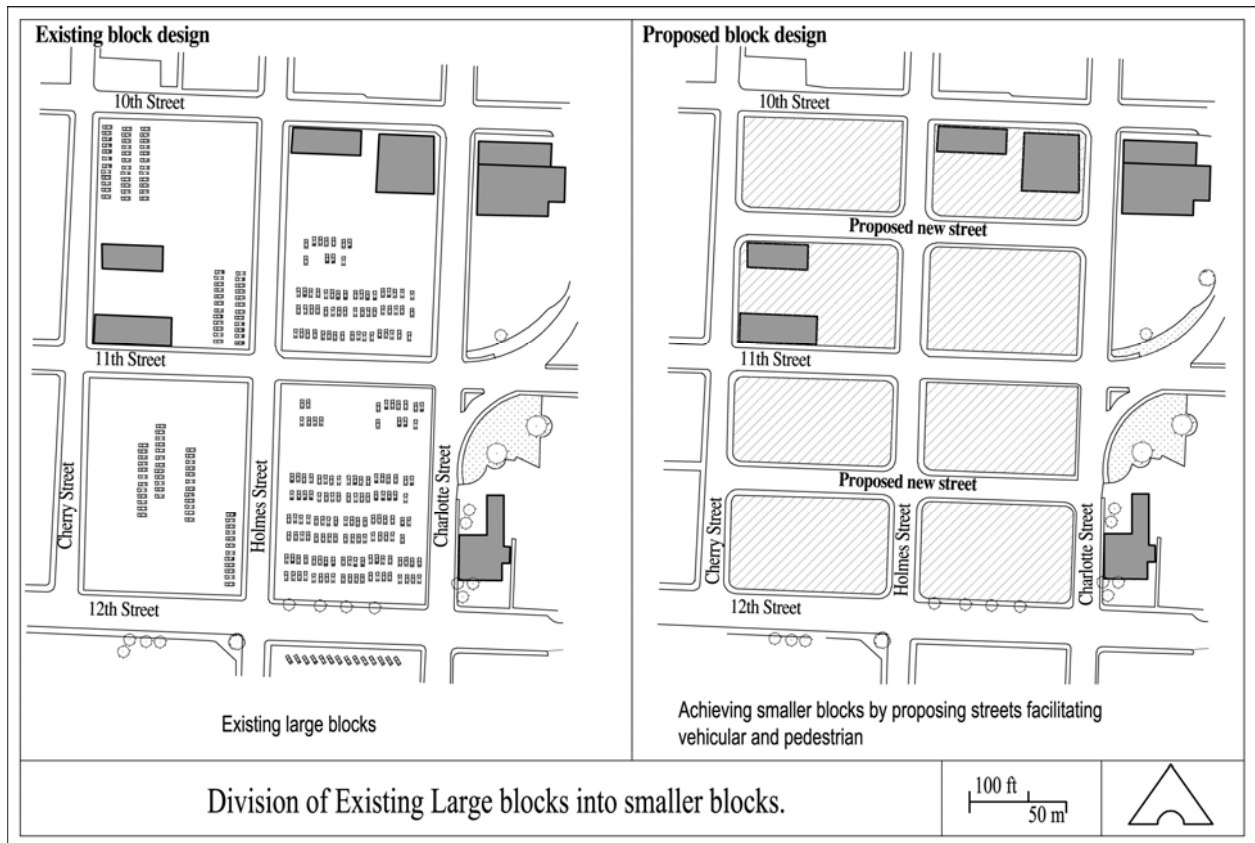 Existing block design
10th Street
11th Street
Cherry Street
Holmes Street
Charlotte Street
12th Street
Existing large blocks
Proposed block design
10th Street
Proposed new street
11th Street
Proposed new street
Cherry Street
Holmes Street
Charlotte Street
12th Street
Achieving smaller blocks by proposing streets facilitating
vehicular and pedestrian
Division of Existing Large blocks into smaller blocks.
100 ft
50 m